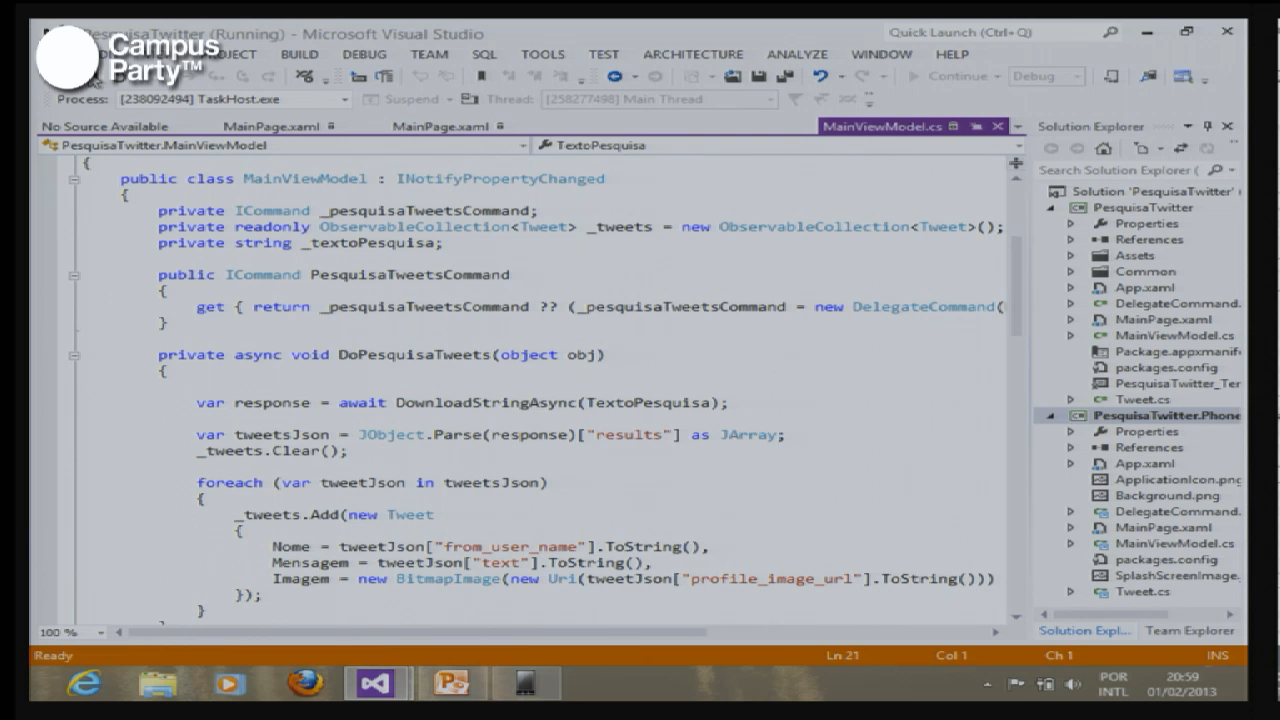 Campus
Party™
PesquisaTwitter (Running) - Microsoft Visual Studio
Quick Launch (Ctrl+Q)
BUILD DEBUG TEAM SQL TOOLS TEST ARCHITECTURE ANALYZE WINDOW HELP
Continue Debug
Process: [238092494] TaskHost.exe Suspend Thread: [258277498] Main Thread
No Source Available MainPage.xaml MainPage.xaml MainViewModel.cs
PesquisaTwitter.MainViewModel TextoPesquisa
{
public class MainViewModel : INotifyPropertyChanged
{
private ICommand _pesquisaTweetsCommand;
private readonly ObservableCollection<Tweet> _tweets = new ObservableCollection<Tweet>();
private string _textoPesquisa;
public ICommand PesquisaTweetsCommand
{
get { return _pesquisaTweetsCommand ?? (_pesquisaTweetsCommand = new DelegateCommand(
}
private async void DoPesquisaTweets(object obj)
{
var response = await DownloadStringAsync(TextoPesquisa);
var tweetsJson = JObject.Parse(response)["results"] as JArray;
_tweets.Clear();
foreach (var tweetJson in tweetsJson)
{
_tweets.Add(new Tweet
{
Nome = tweetJson["from_user_name"].ToString(),
Mensagem = tweetJson["text"].ToString(),
Imagem = new BitmapImage(new Uri(tweetJson["profile_image_url"].ToString()))
});
}
100 %
Solution Explorer
Search Solution Explorer (
Solution 'PesquisaTwitter' (
PesquisaTwitter
Properties
References
Assets
Common
App.xaml
DelegateCommand.
MainPage.xaml
MainViewModel.cs
Package.appxmanif
packages.config
PesquisaTwitter_Ter
Tweet.cs
PesquisaTwitter.Phone
Properties
References
App.xaml
ApplicationIcon.png
Background.png
DelegateCommand.
MainPage.xaml
MainViewModel.cs
packages.config
SplashScreenImage.
Tweet.cs
Solution Expl... Team Explorer
Ready Ln 21 Col 1 Ch 1 INS
POR
INTL
20:59
01/02/2013